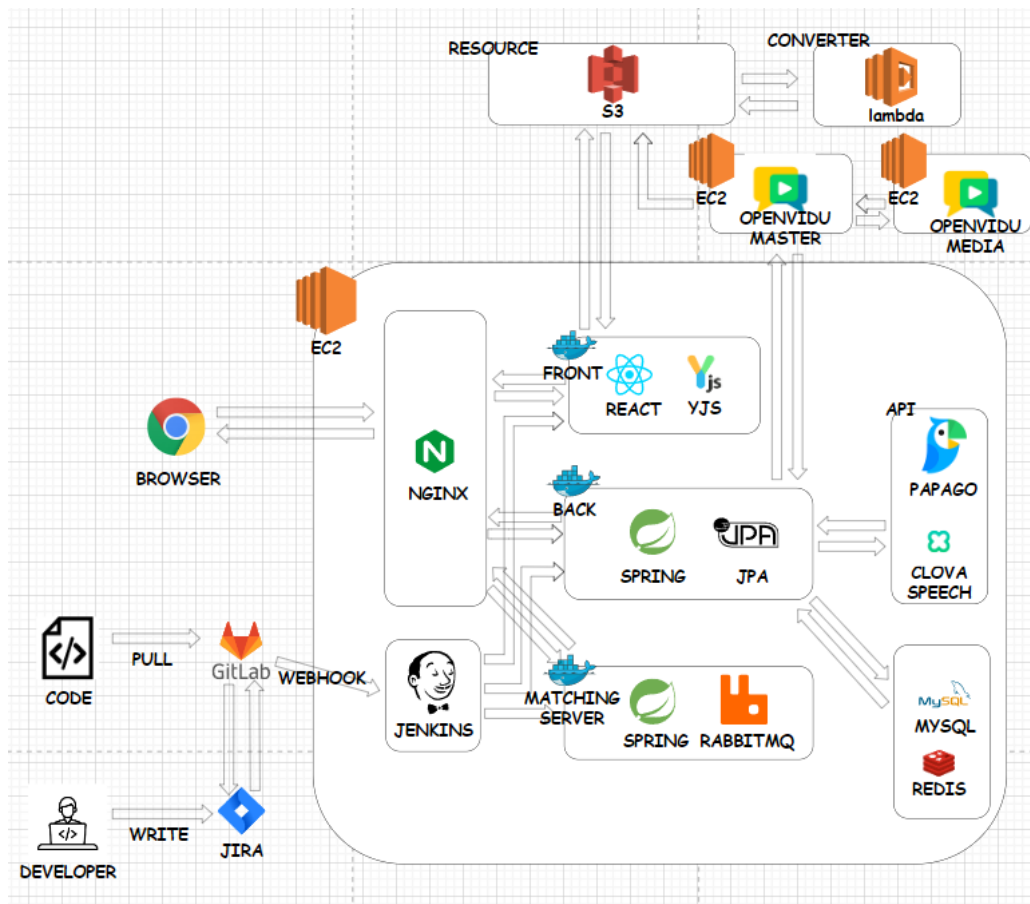 RESOURCE
S3
CONVERTER
lambda
EC2
OPENVIDU
MASTER
EC2
OPENVIDU
MEDIA
EC2
FRONT
REACT
Yjs
YJS
BROWSER
N
NGINX
API
PAPAGO
BACK
SPRING
JPA
JPA
CLOVA
SPEECH
CODE
PULL
GitLab
WEBHOOK
JENKINS
MATCHING
SERVER
SPRING
RABBITMQ
MySQL
MYSQL
REDIS
DEVELOPER
WRITE
JIRA